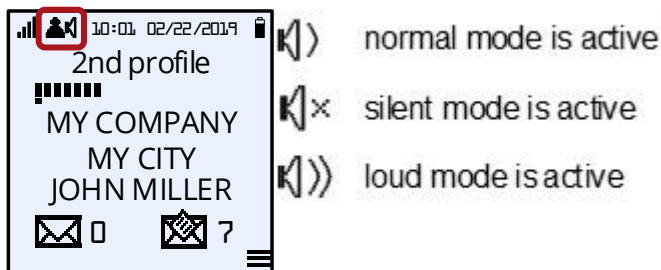 10:01 02/22/2019
2nd profile
MY COMPANY
MY CITY
JOHN MILLER
0 7
normal mode is active
silent mode is active
loud mode is active